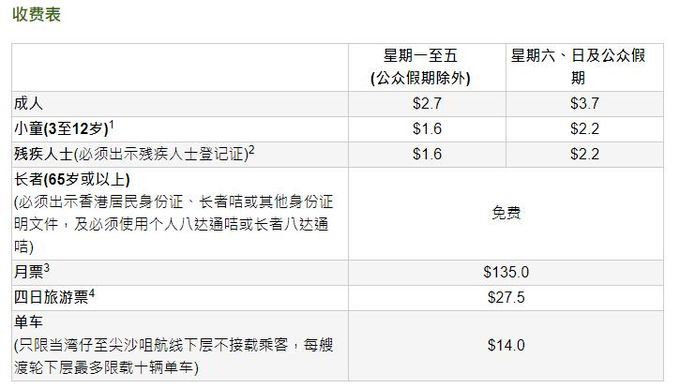 收费表
星期一至五
(公众假期除外)
星期六、日及公众假
期
成人
$2.7
$3.7
小童(3至12岁)1
$1.6
$2.2
残疾人士(必须出示残疾人士登记证)2
$1.6
$2.2
长者(65岁或以上)
(必须出示香港居民身份证、长者咭或其他身份证
明文件，及必须使用个人八达通咭或长者八达通
咭)
免费
月票3
$135.0
四日旅游票4
$27.5
单车
(只限当湾仔至尖沙咀航线下层不接载乘客，每艘
渡轮下层最多限载十辆单车)
$14.0